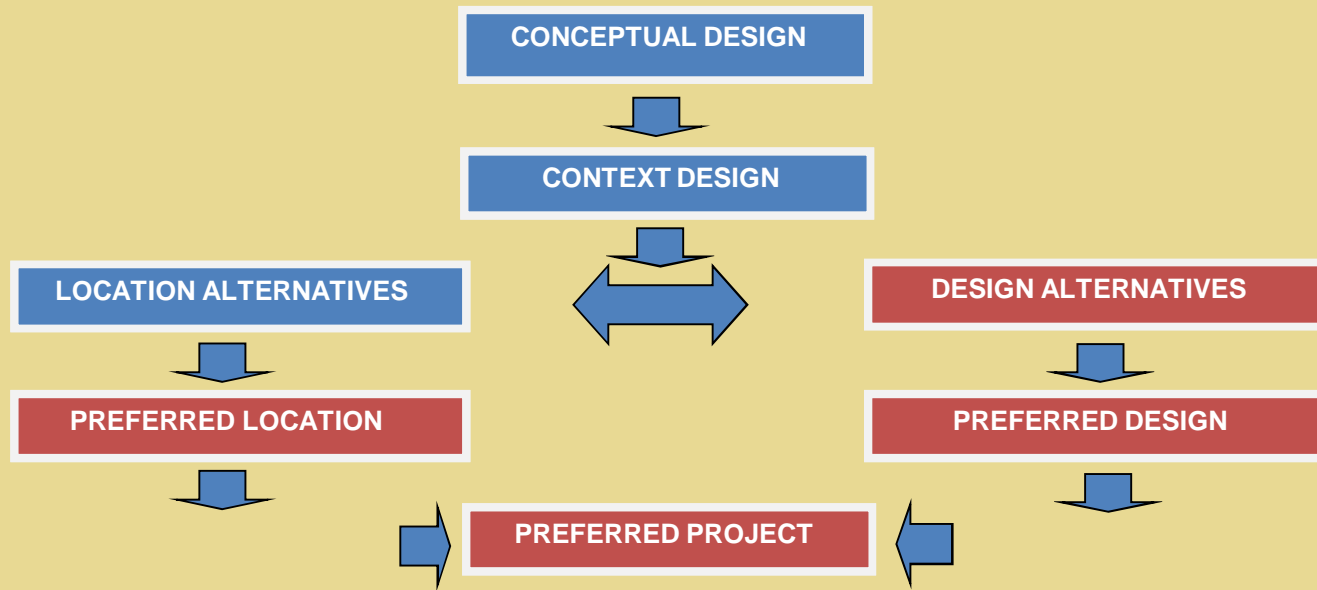 CONCEPTUAL DESIGN
CONTEXT DESIGN
LOCATION ALTERNATIVES
DESIGN ALTERNATIVES
PREFERRED LOCATION
PREFERRED DESIGN
PREFERRED PROJECT